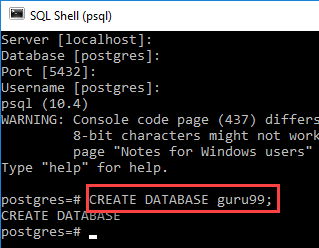 SQL Shell (psql)
Server [localhost]:
Database [postgres]:
Port [5432]:
Username [postgres]:
psql (10.4)
WARNING: Console code page (437) differs
8-bit characters might not work
page "Notes for Windows users"
Type "help" for help.
postgres=# CREATE DATABASE guru99;
CREATE DATABASE
postgres=#